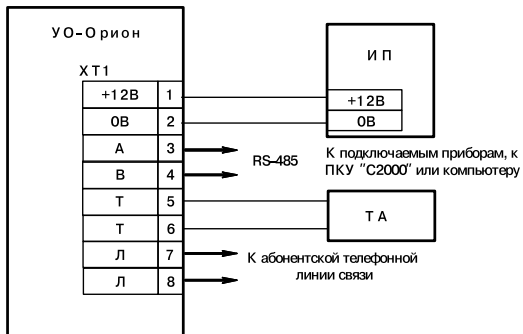 УО-Орион
XT1
+12В 1
0В 2
А 3
В 4
Т 5
Т 6
Л 7
Л 8
ИП
+12В
0В
RS-485
К подключаемым приборам, к
ПКУ "С2000" или компьютеру
ТА
К абонентской телефонной
линии связи